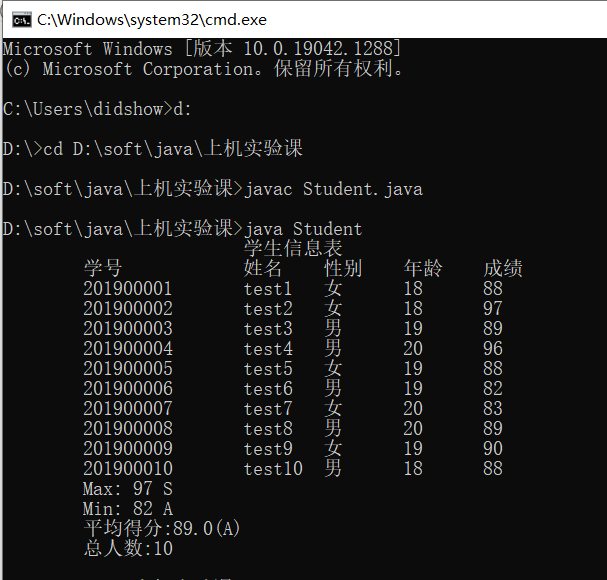 C:\Windows\system32\cmd.exe
Microsoft Windows [版本 10.0.19042.1288]
(c) Microsoft Corporation。保留所有权利。
C:\Users\didshow>d:
D:\>cd D:\soft\java\上机实验课
D:\soft\java\上机实验课>javac Student.java
D:\soft\java\上机实验课>java Student
学生信息表
学号 姓名 性别 年龄 成绩
201900001 test1 女 18 88
201900002 test2 女 18 97
201900003 test3 男 19 89
201900004 test4 男 20 96
201900005 test5 女 19 88
201900006 test6 男 19 82
201900007 test7 女 20 83
201900008 test8 男 20 89
201900009 test9 女 19 90
201900010 test10 男 18 88
Max: 97 S
Min: 82 A
平均得分:89.0(A)
总人数:10